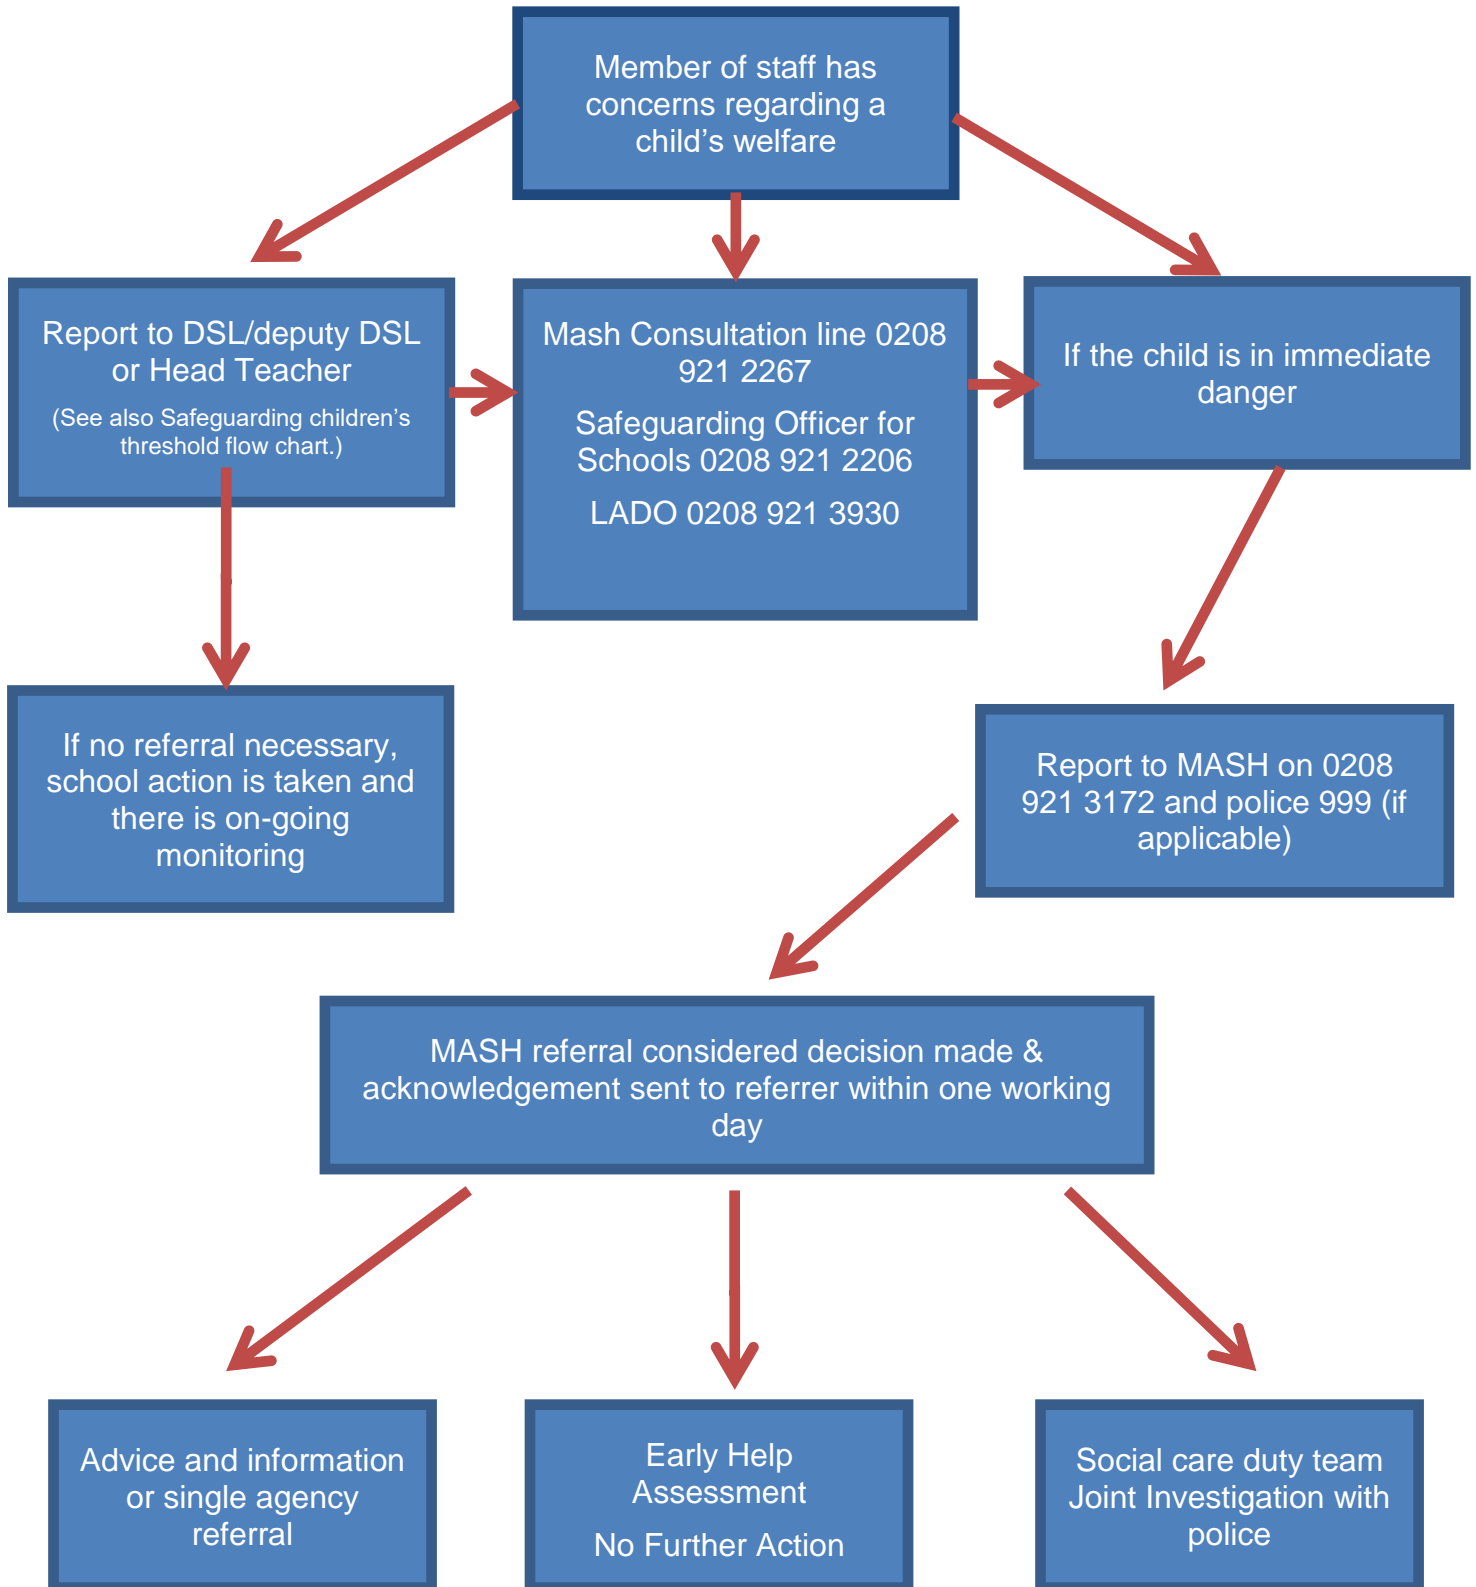 Member of staff has
concerns regarding a
child’s welfare
Report to DSL/deputy DSL
or Head Teacher
(See also Safeguarding children’s
threshold flow chart.)
Mash Consultation line 0208
921 2267
Safeguarding Officer for
Schools 0208 921 2206
LADO 0208 921 3930
If the child is in immediate
danger
If no referral necessary,
school action is taken and
there is on-going
monitoring
Report to MASH on 0208
921 3172 and police 999 (if
applicable)
MASH referral considered decision made &
acknowledgement sent to referrer within one working
day
Advice and information
or single agency
referral
Early Help
Assessment
No Further Action
Social care duty team
Joint Investigation with
police